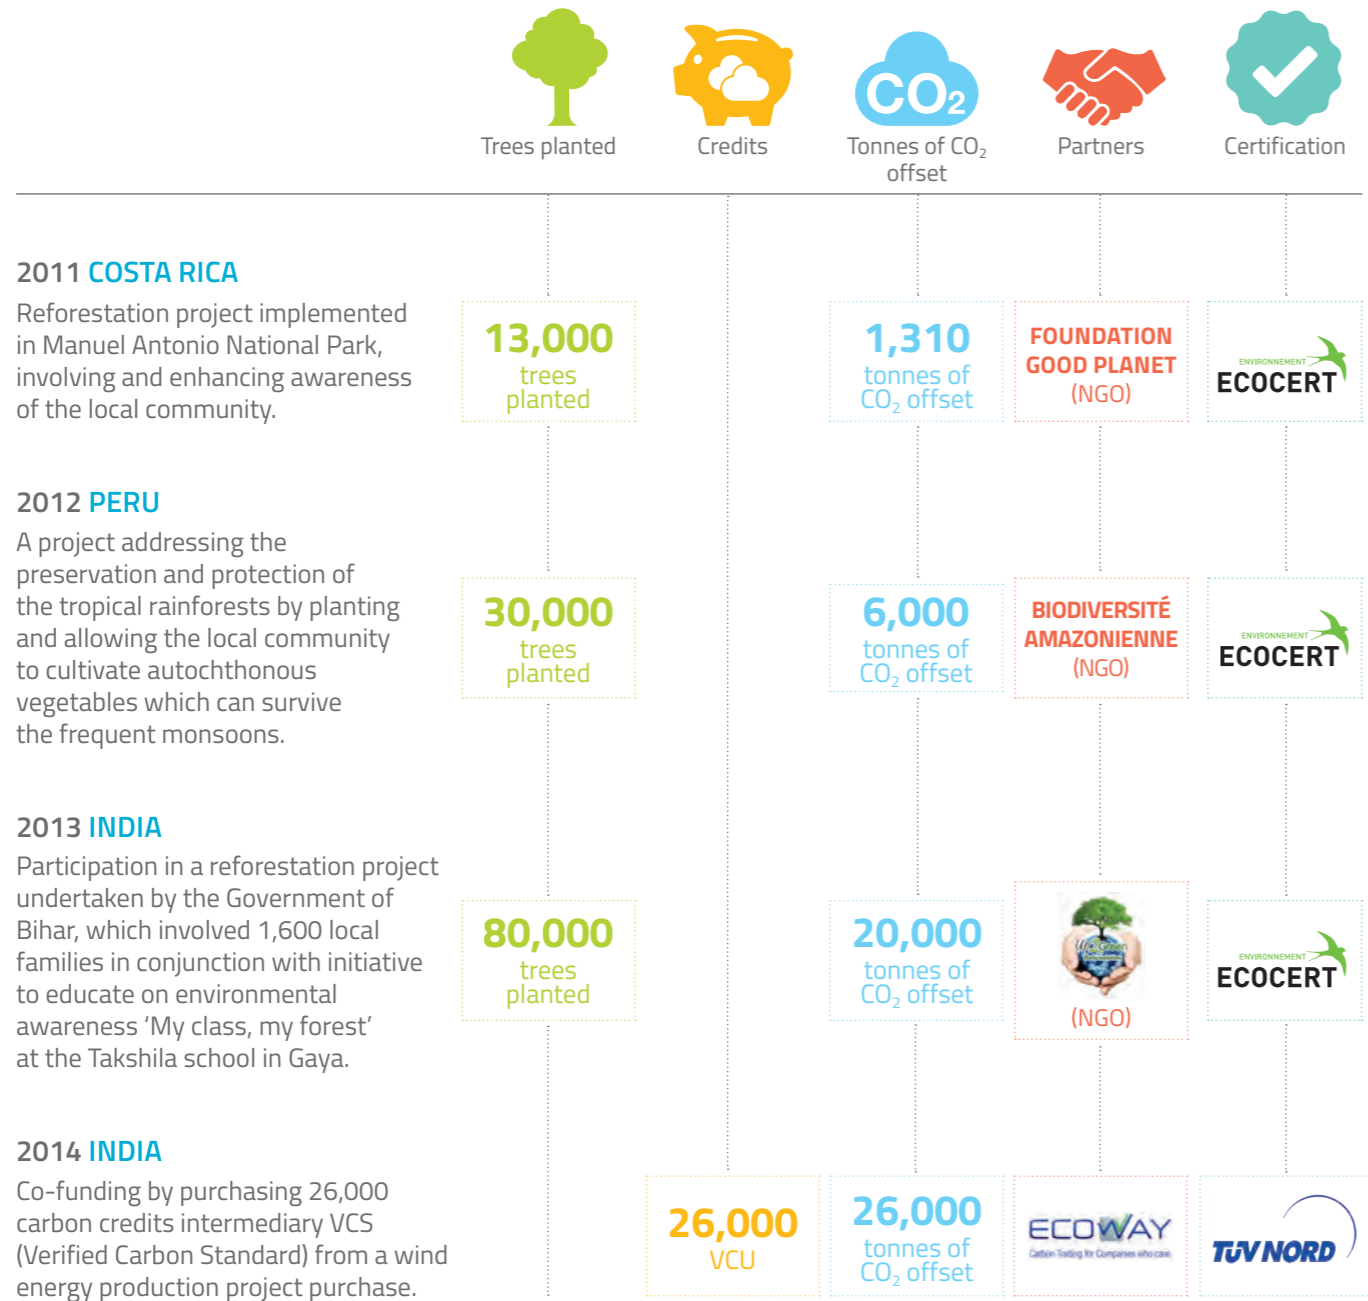 CO2
Trees planted
Credits
Tonnes of CO₂
offset
Partners
Certification
2011 COSTA RICA
Reforestation project implemented
in Manuel Antonio National Park,
involving and enhancing awareness
of the local community.
13,000
trees
planted
1,310
tonnes of
CO₂ offset
FOUNDATION
GOOD PLANET
(NGO)
ENVIRONNEMENT
ECOCERT
2012 PERU
A project addressing the
preservation and protection of
the tropical rainforests by planting
and allowing the local community
to cultivate autochthonous
vegetables which can survive
the frequent monsoons.
30,000
trees
planted
6,000
tonnes of
CO₂ offset
BIODIVERSITÉ
AMAZONIENNE
(NGO)
ENVIRONNEMENT
ECOCERT
2013 INDIA
Participation in a reforestation project
undertaken by the Government of
Bihar, which involved 1,600 local
families in conjunction with initiative
to educate on environmental
awareness ‘My class, my forest’
at the Takshila school in Gaya.
80,000
trees
planted
20,000
tonnes of
CO₂ offset
Green
(NGO)
ENVIRONNEMENT
ECOCERT
2014 INDIA
Co-funding by purchasing 26,000
carbon credits intermediary VCS
(Verified Carbon Standard) from a wind
energy production project purchase.
26,000
VCU
26,000
tonnes of
CO₂ offset
ECOWAY
Carbon Trading for Companies who care
TÜV NORD